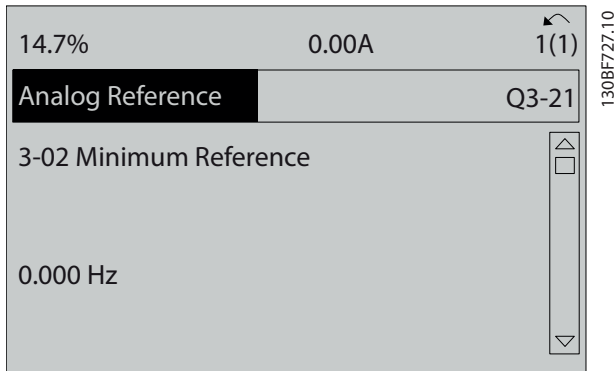 14.7% 0.00A 1(1)
Analog Reference Q3-21
3-02 Minimum Reference
0.000 Hz
130BF727.10